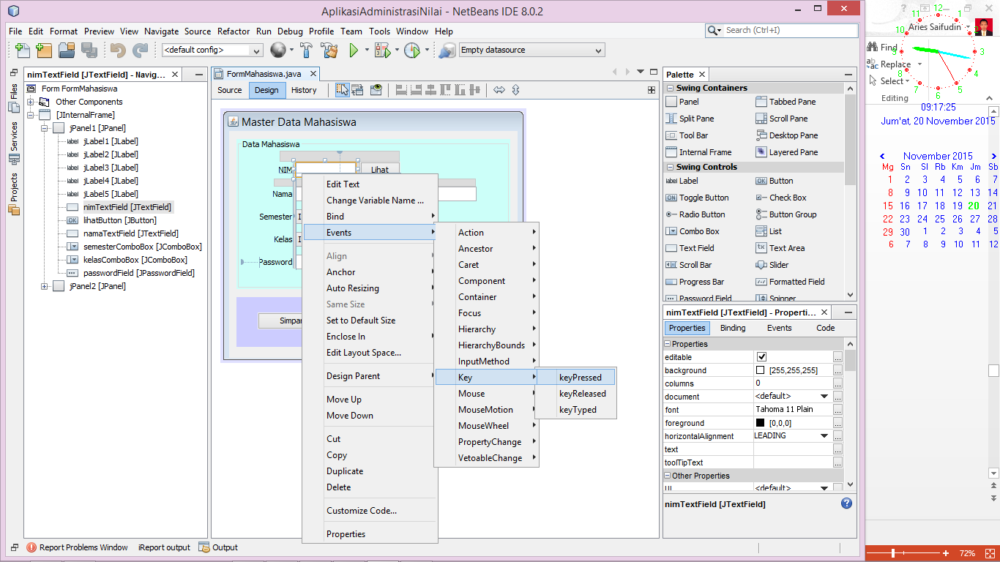 AplikasiAdministrasiNilai - NetBeans IDE 8.0.2
File Edit Format Preview View Navigate Source Refactor Run Debug Profile Team Tools Window Help
Search (Ctrl+I)
<default config>
Empty datasource
Files
Services
Projects
nimTextField [JTextField] - Navig...
Form FormMahasiswa
Other Components
[JInternalFrame]
jPanel1 [JPanel]
label jLabel1 [JLabel]
label jLabel2 [JLabel]
label jLabel3 [JLabel]
label jLabel4 [JLabel]
label jLabel5 [JLabel]
nimTextField [JTextField]
OK lihatButton [JButton]
namaTextField [JTextField]
semesterComboBox [JComboBox]
kelasComboBox [JComboBox]
passwordField [JPasswordField]
jPanel2 [JPanel]
FormMahasiswa.java
Source Design History
Master Data Mahasiswa
Data Mahasiswa
NIM
Lihat
Nama
Semester
Kelas
Password
Simpan
Edit Text
Change Variable Name ...
Bind
Events
Align
Anchor
Auto Resizing
Same Size
Set to Default Size
Enclose In
Edit Layout Space...
Design Parent
Move Up
Move Down
Cut
Copy
Duplicate
Delete
Customize Code...
Properties
Action
Ancestor
Caret
Component
Container
Focus
Hierarchy
HierarchyBounds
InputMethod
Key
Mouse
MouseMotion
MouseWheel
PropertyChange
VetoableChange
keyPressed
keyReleased
keyTyped
Palette
Swing Containers
Panel Tabbed Pane
Split Pane Scroll Pane
Tool Bar Desktop Pane
Internal Frame Layered Pane
Swing Controls
label Label OK Button
Toggle Button Check Box
Radio Button Button Group
Combo Box List
Text Field Text Area
Scroll Bar Slider
Progress Bar Formatted Field
Password Field Spinner
nimTextField [JTextField] - Properti...
Properties Binding Events Code
Properties
editable
background [255,255,255]
columns 0
document <default>
font Tahoma 11 Plain
foreground [0,0,0]
horizontalAlignment LEADING
text
toolTipText
Other Properties
UI <default>
nimTextField [JTextField]
Report Problems Window iReport output Output
Aries Saifudin
Find
Replace
Select
Editing
12
1
2
3
4
5
6
7
8
9
10
11
09:17:25
Jum'at, 20 November 2015
November 2015
Mg Sn Sl Rb Km Jm Sb
1 2 3 4 5 6 7
8 9 10 11 12 13 14
15 16 17 18 19 20 21
22 23 24 25 26 27 28
29 30 1 2 3 4 5
6 7 8 9 10 11 12
72%